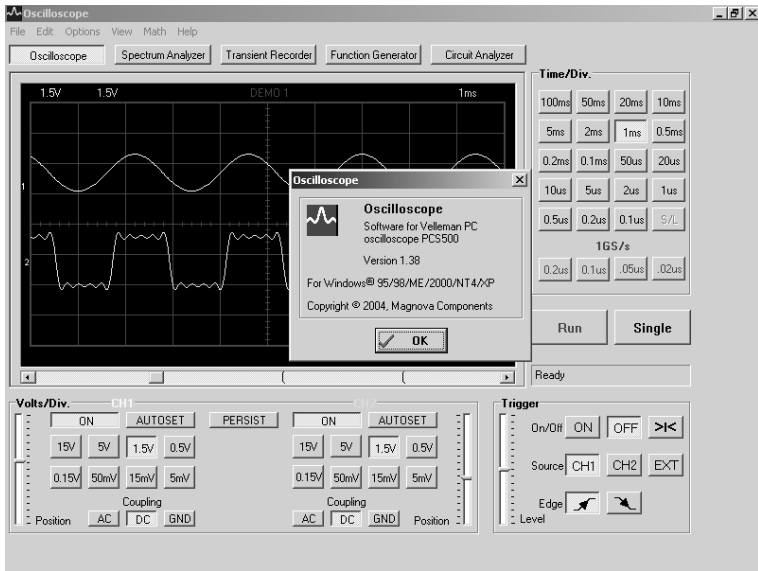 Oscilloscope
File Edit Options View Math Help
Oscilloscope Spectrum Analyzer Transient Recorder Function Generator Circuit Analyzer
1.5V 1.5V DEMO 1 1ms
1
2
Oscilloscope
Oscilloscope
Software for Velleman PC
oscilloscope PCS500
Version 1.38
For Windows® 95/98/ME/2000/NT4/XP
Copyright © 2004, Magnova Components
OK
Time/Div.
100ms 50ms 20ms 10ms
5ms 2ms 1ms 0.5ms
0.2ms 0.1ms 50us 20us
10us 5us 2us 1us
0.5us 0.2us 0.1us S/L
1GS/s
0.2us 0.1us .05us .02us
Run Single
Ready
Volts/Div. CH1 CH2
ON AUTOSET PERSIST ON AUTOSET
15V 5V 1.5V 0.5V 15V 5V 1.5V 0.5V
0.15V 50mV 15mV 5mV 0.15V 50mV 15mV 5mV
Coupling Coupling
Position AC DC GND AC DC GND Position
Trigger
On/Off ON OFF >I<
Source CH1 CH2 EXT
Edge
Level